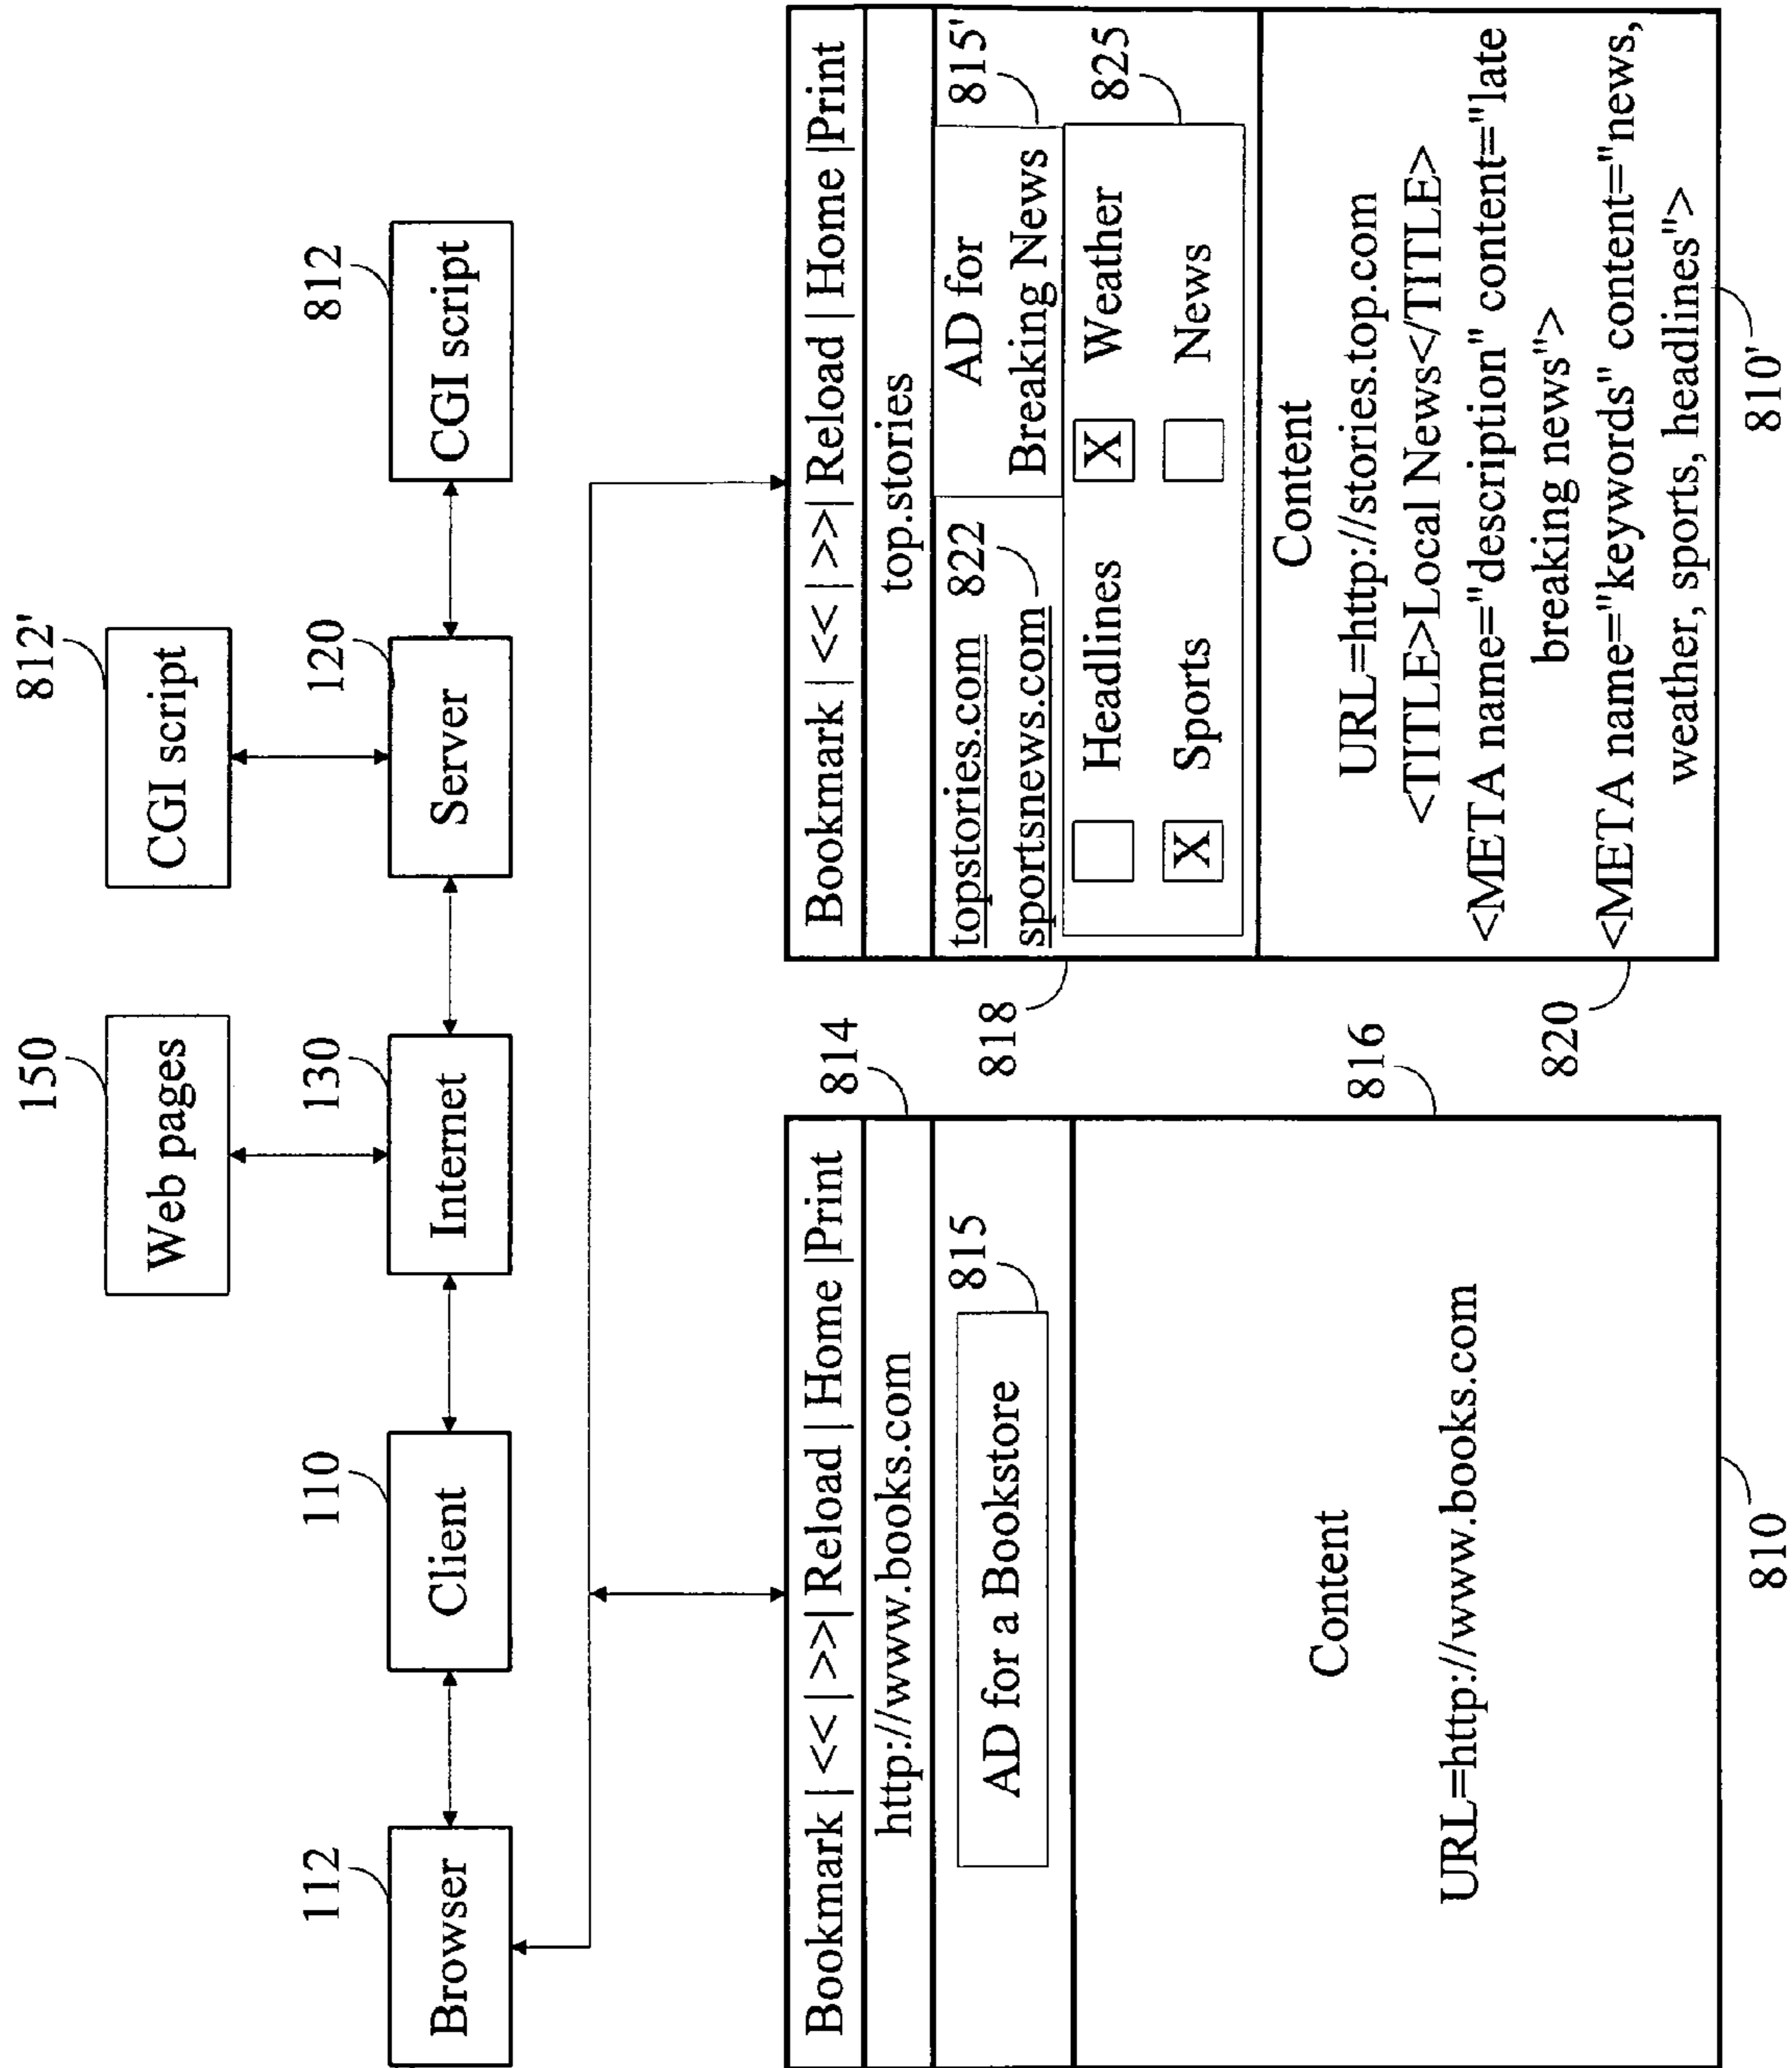 150
812'
Web pages
CGI script
112
110
130
120
812
Browser
Client
Internet
Server
CGI script
Bookmark | << | >>| Reload | Home |Print
814
http://www.books.com
815
AD for a Bookstore
Content
816
URL=http://www.books.com
810
Bookmark | << | >>| Reload | Home |Print
top.stories
818
topstories.com 822
sportsnews.com
AD for
Breaking News
815'
Headlines
X Weather
825
X Sports
News
Content
URL=http://stories.top.com
<TITLE>Local News</TITLE>
<META name="description" content="late
breaking news">
820
<META name="keywords" content="news,
weather, sports, headlines">
810'